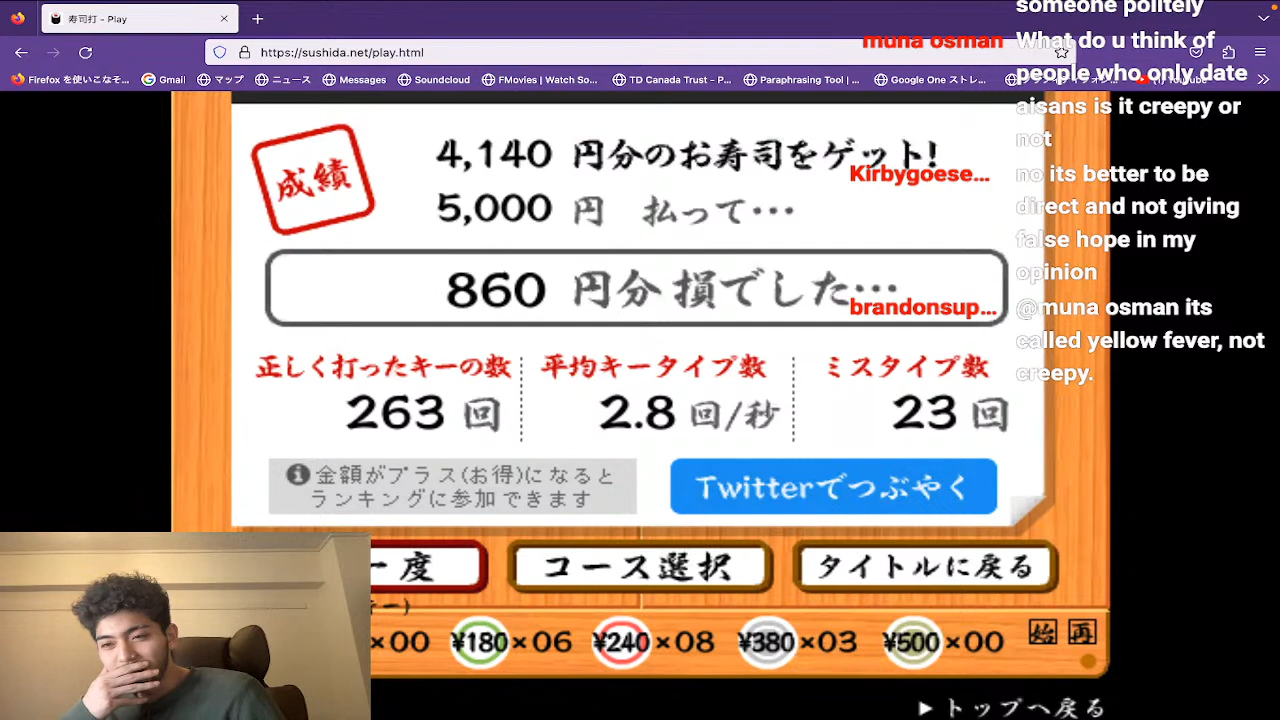 寿司打 - Play
https://sushida.net/play.html
Firefox を使いこなそ...
Gmail
マップ
ニュース
Messages
Soundcloud
FMovies | Watch So...
TD Canada Trust - P...
Paraphrasing Tool |...
Google One ストレ...
someone politely
muna osman What do u think of
people who only date
aisans is it creepy or
not
Kirbygoese... no its better to be
direct and not giving
false hope in my
opinion
brandonsup... @muna osman its
called yellow fever, not
creepy.
成績
4,140 円分のお寿司をゲット!
5,000 円 払って…
860 円分 損でした…
正しく打ったキーの数
263 回
平均キータイプ数
2.8 回/秒
ミスタイプ数
23 回
金額がプラス(お得)になると
ランキングに参加できます
Twitterでつぶやく
一度
コース選択
タイトルに戻る
×00
¥180×06
¥240×08
¥380×03
¥500×00
始 再
▶トップへ戻る